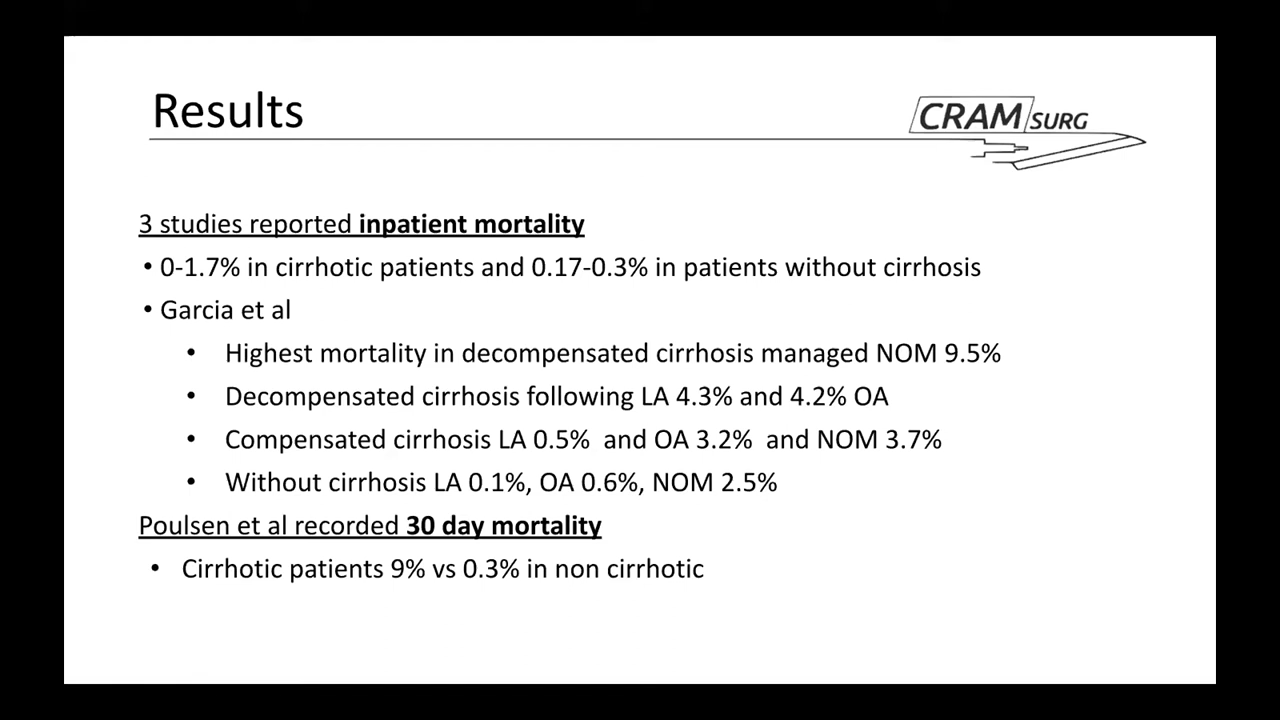 Results
CRAM SURG
3 studies reported inpatient mortality
• 0-1.7% in cirrhotic patients and 0.17-0.3% in patients without cirrhosis
• Garcia et al
• Highest mortality in decompensated cirrhosis managed NOM 9.5%
• Decompensated cirrhosis following LA 4.3% and 4.2% OA
• Compensated cirrhosis LA 0.5%  and OA 3.2%  and NOM 3.7%
• Without cirrhosis LA 0.1%, OA 0.6%, NOM 2.5%
Poulsen et al recorded 30 day mortality
• Cirrhotic patients 9% vs 0.3% in non cirrhotic